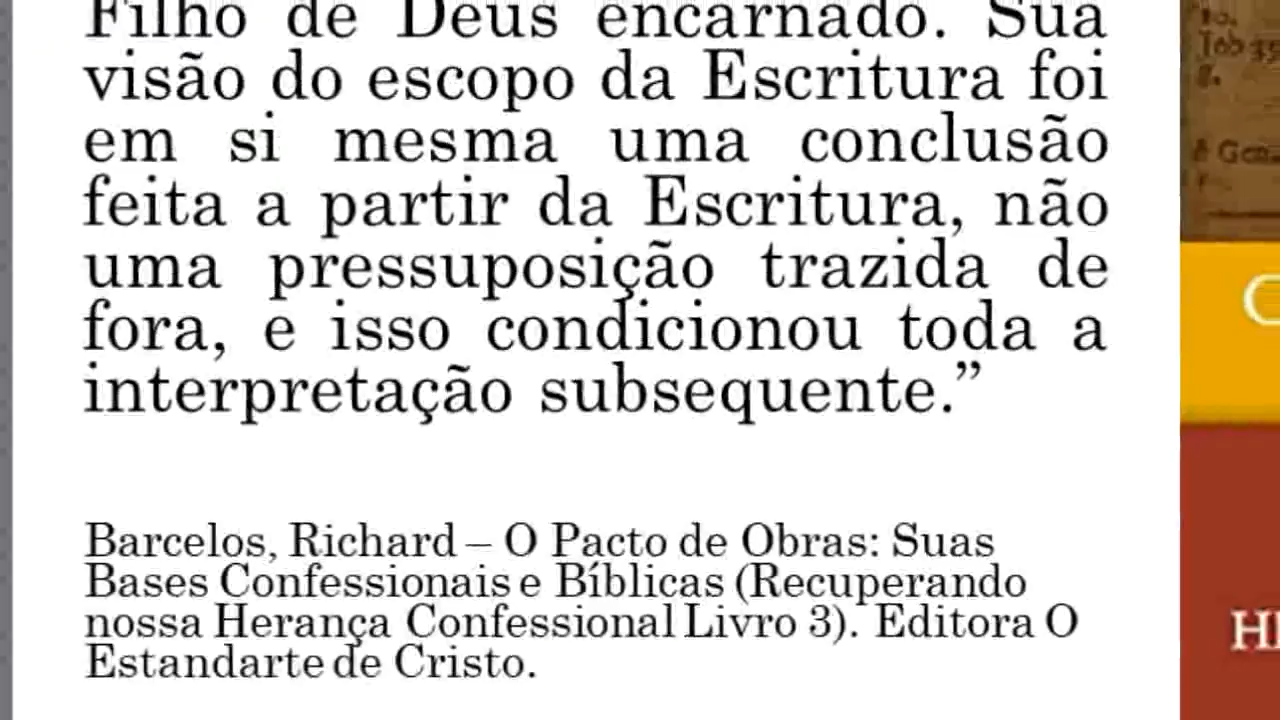 Filho de Deus encarnado. Sua
visão do escopo da Escritura foi
em si mesma uma conclusão
feita a partir da Escritura, não
uma pressuposição trazida de
fora, e isso condicionou toda a
interpretação subsequente.”
Barcelos, Richard – O Pacto de Obras: Suas
Bases Confessionais e Bíblicas (Recuperando
nossa Herança Confessional Livro 3). Editora O
Estandarte de Cristo.